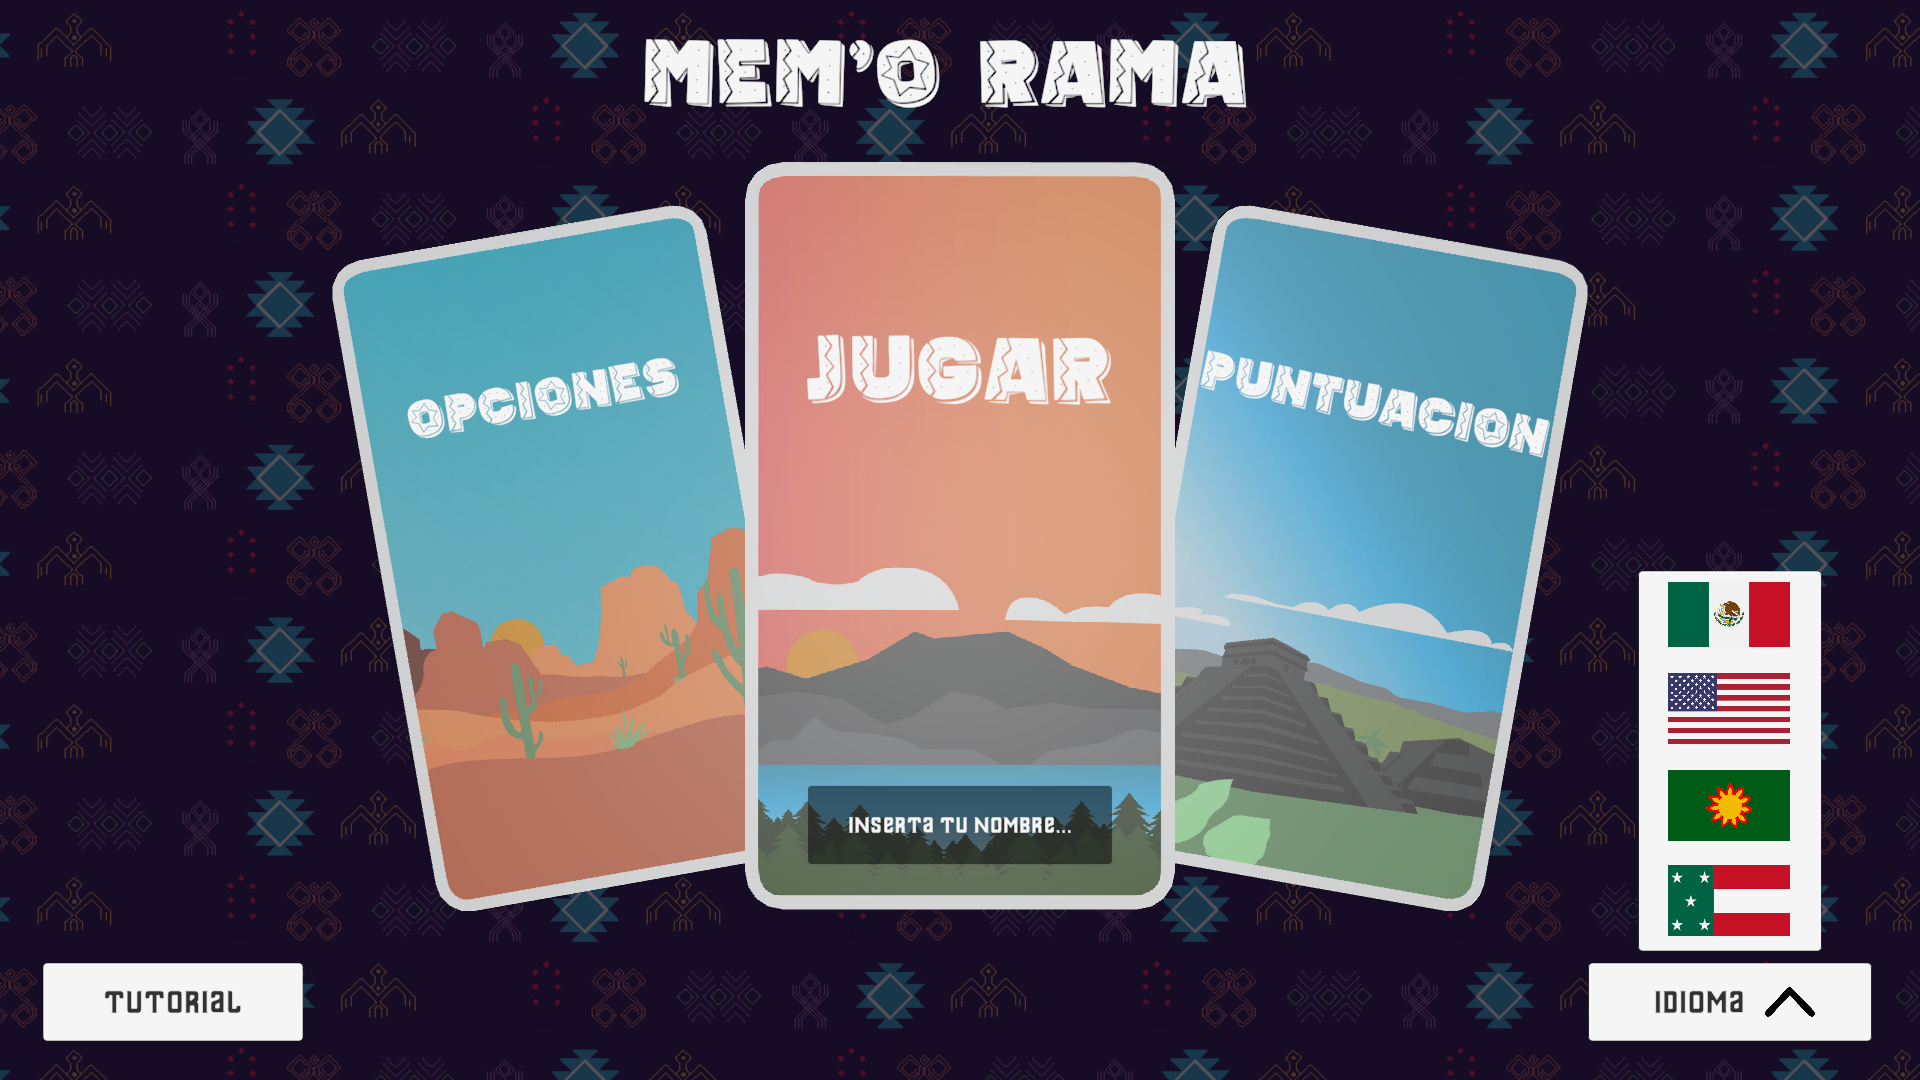 MEM'O RAMA
OPCIONES
JUGAR
PUNTUACION
INSERTA TU NOMBRE...
TUTORIAL
IDIOMA